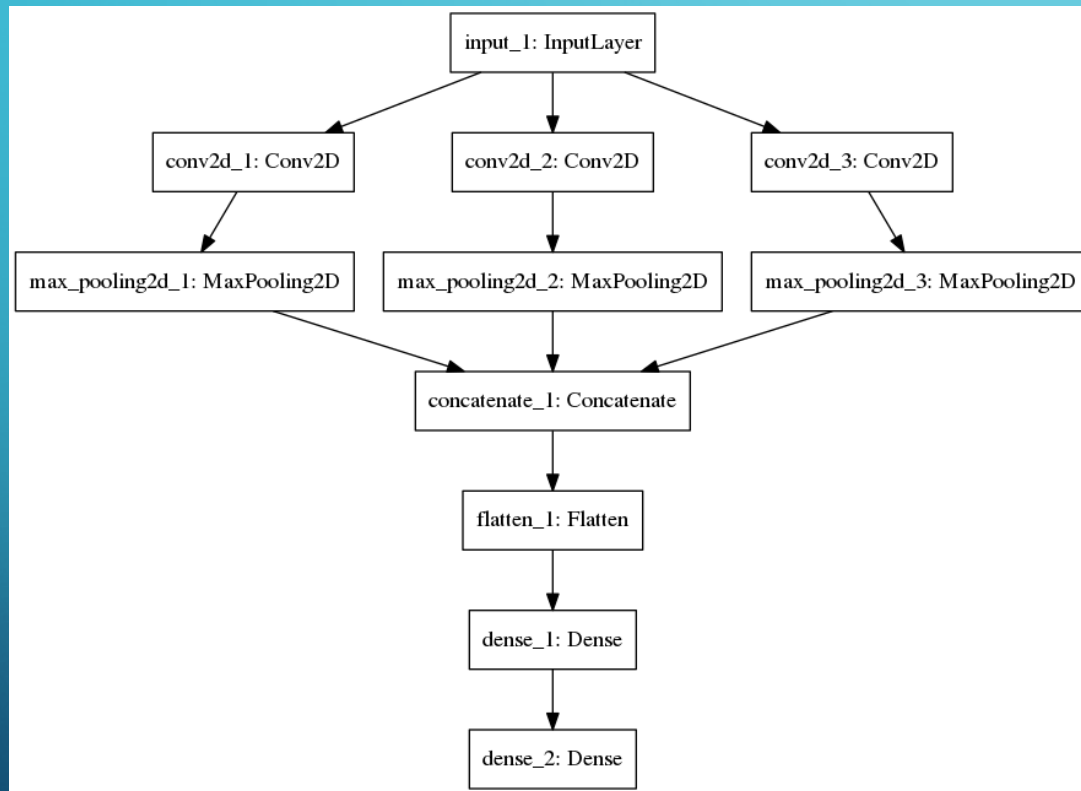 input_1: InputLayer
conv2d_1: Conv2D
conv2d_2: Conv2D
conv2d_3: Conv2D
max_pooling2d_1: MaxPooling2D
max_pooling2d_2: MaxPooling2D
max_pooling2d_3: MaxPooling2D
concatenate_1: Concatenate
flatten_1: Flatten
dense_1: Dense
dense_2: Dense